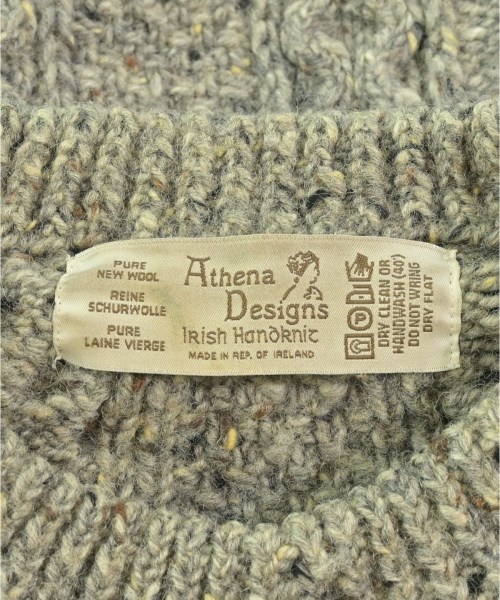 PURE
NEW WOOL
REINE
SCHURWOLLE
PURE
LAINE VIERGE
Athena
Designs
Irish Handknit
MADE IN REP. OF IRELAND
DRY CLEAN OR
HANDWASH (40°)
DO NOT WRING
DRY FLAT